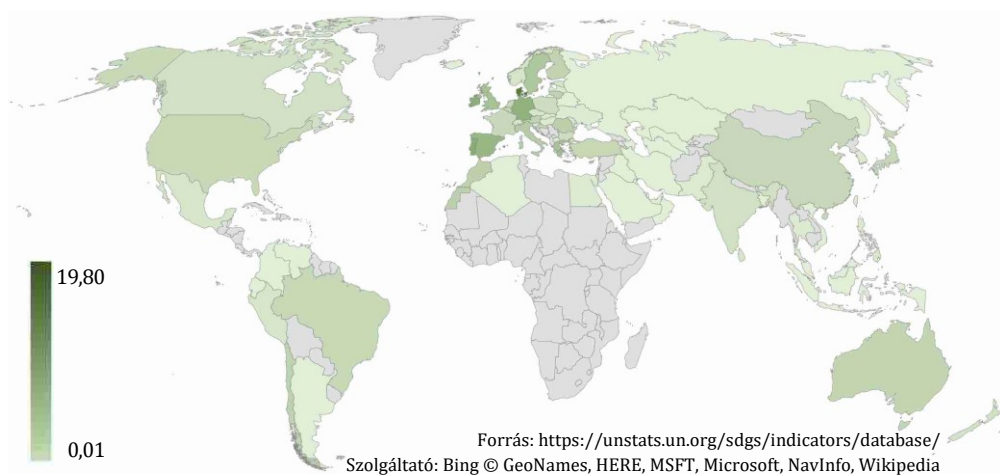 19,80
0,01
Forrás: https://unstats.un.org/sdgs/indicators/database/
Szolgáltató: Bing © GeoNames, HERE, MSFT, Microsoft, NavInfo, Wikipedia